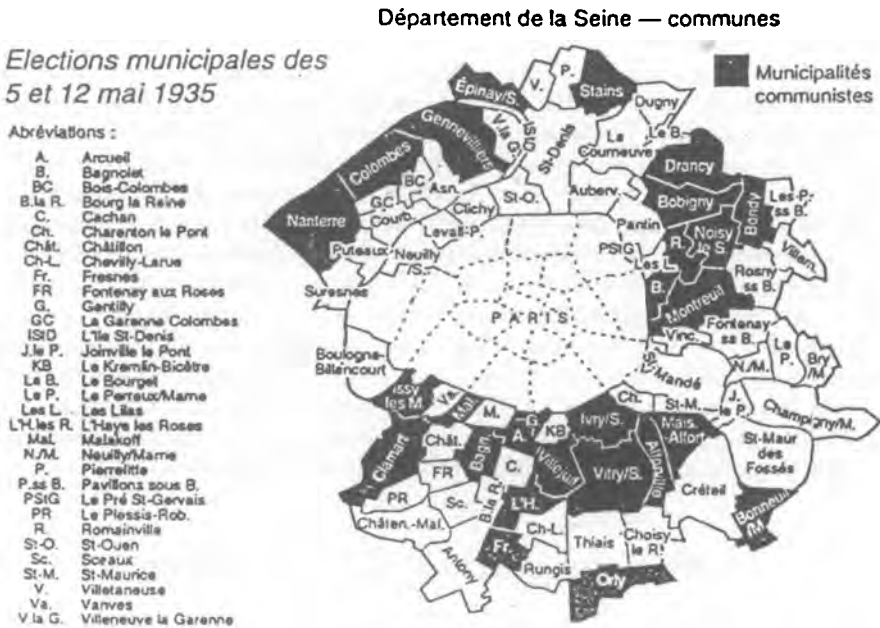 Département de la Seine — communes
Elections municipales des
5 et 12 mai 1935
Abréviations :
A. Arcueil
B. Bagnolet
BC Bois-Colombes
B.la R. Bourg la Reine
C. Cachan
Ch. Charenton le Pont
Chât. Châtillon
Ch-L. Chevilly-Larue
Fr. Fresnes
FR Fontenay aux Roses
G. Gentilly
GC La Garenne Colombes
IStD L'Ile St-Denis
J.le P. Joinville le Pont
KB Le Kremlin-Bicêtre
Le B. Le Bourget
Le P. Le Perreux/Marne
Les L. Les Lilas
L'H.les R. L'Haye les Roses
Mal. Malakoff
N./M. Neuilly/Marne
P. Pierrefitte
P.ss B. Pavillons sous B.
PStG Le Pré St-Gervais
PR Le Plessis-Rob.
R. Romainville
St-O. St-Ouen
Sc. Sceaux
St-M. St-Maurice
V. Villetaneuse
Va. Vanves
V.la G. Villeneuve la Garenne
Municipalités
communistes
Épinay/S.
V.
P.
Stains
Dugny
Le B.
La
Courneuve
St-Denis
IStD
V.la G.
Gennevilliers
Colombes
Nanterre
BC
Asn.
GC
Courb.
Clichy
St-O.
Auberv.
Drancy
Bobigny
Bondy
Les P.
ss B.
Villem.
Levall-P.
Puteaux
Neuilly
/S.
Suresnes
Pantin
PStG
Les L.
R.
Noisy
le S.
Rosny
ss B.
B.
Montreuil
PARIS
Vinc.
Fontenay
ss B.
Le
P.
Bry
/M.
N./M.
St-Mandé
Boulogne-
Billancourt
Issy
les M
Va.
Mal.
M.
G.
A.
KB
Ivry/S.
Ch.
St-M.
J.
le P.
Champigny/M.
Mais.
Alfort
St-Maur
des
Fossés
Clamart
Chât.
Bagn.
C.
Villejuif
Vitry/S.
Alfortville
Créteil
Bonneuil
/M
FR
PR
Sc.
B.la R.
L'H.
Ch-L.
Thiais
Choisy
le R.
Châten.-Mal.
Antony
Fr.
Rungis
Orly